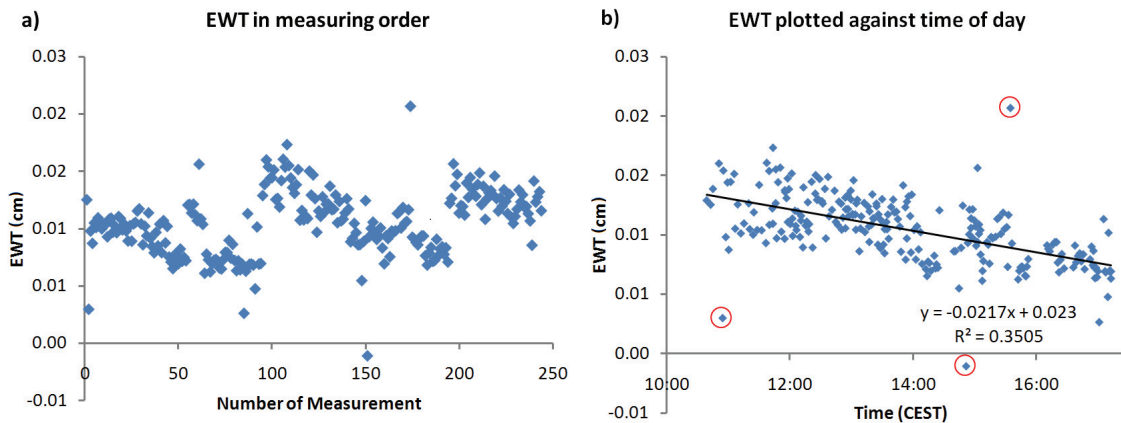 a)
EWT in measuring order
0.03
0.02
0.02
0.01
0.01
0.00
-0.01
0
50
100
150
200
250
EWT (cm)
Number of Measurement
b)
EWT plotted against time of day
0.03
0.02
0.02
0.01
0.01
0.00
-0.01
10:00
12:00
14:00
16:00
EWT (cm)
Time (CEST)
y = -0.0217x + 0.023
R² = 0.3505